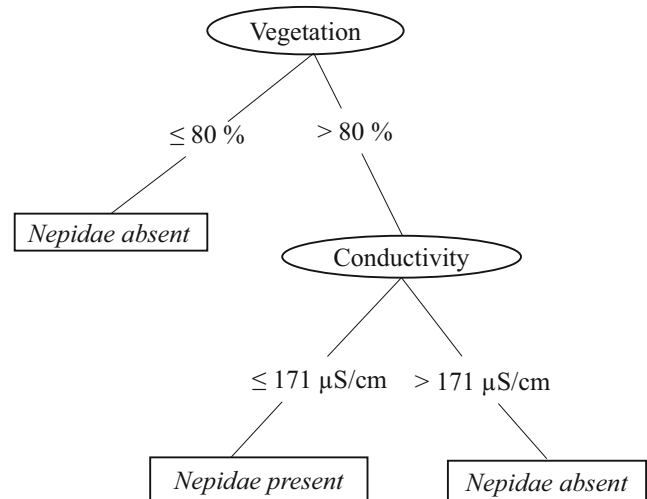 Vegetation
≤ 80 %
> 80 %
Nepidae absent
Conductivity
≤ 171 µS/cm
> 171 µS/cm
Nepidae present
Nepidae absent